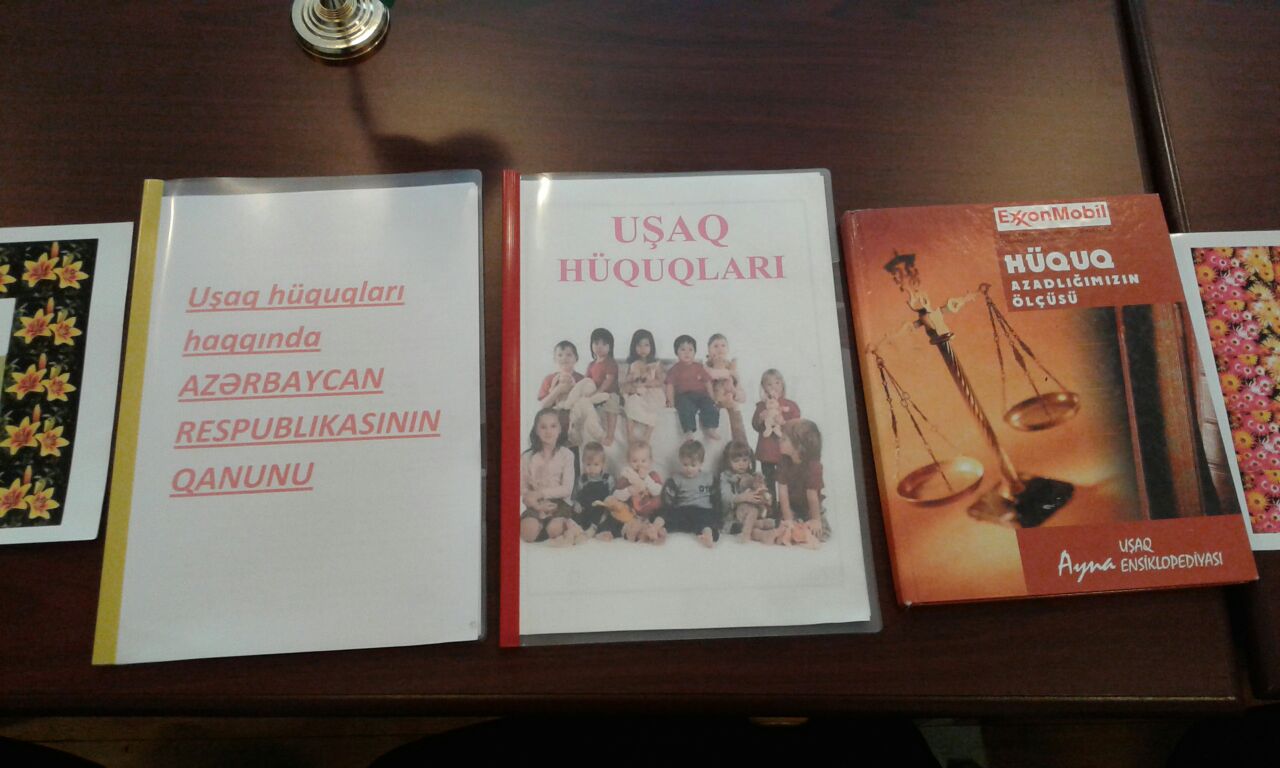 Uşaq hüquqları
haqqında
AZƏRBAYCAN
RESPUBLIKASININ
QANUNU
UŞAQ
HÜQUQLARI
ExxonMobil
HÜQUQ
AZADLIĞIMIZIN
ÖLÇÜSÜ
Ayna UŞAQ
ENSİKLOPEDİYASI